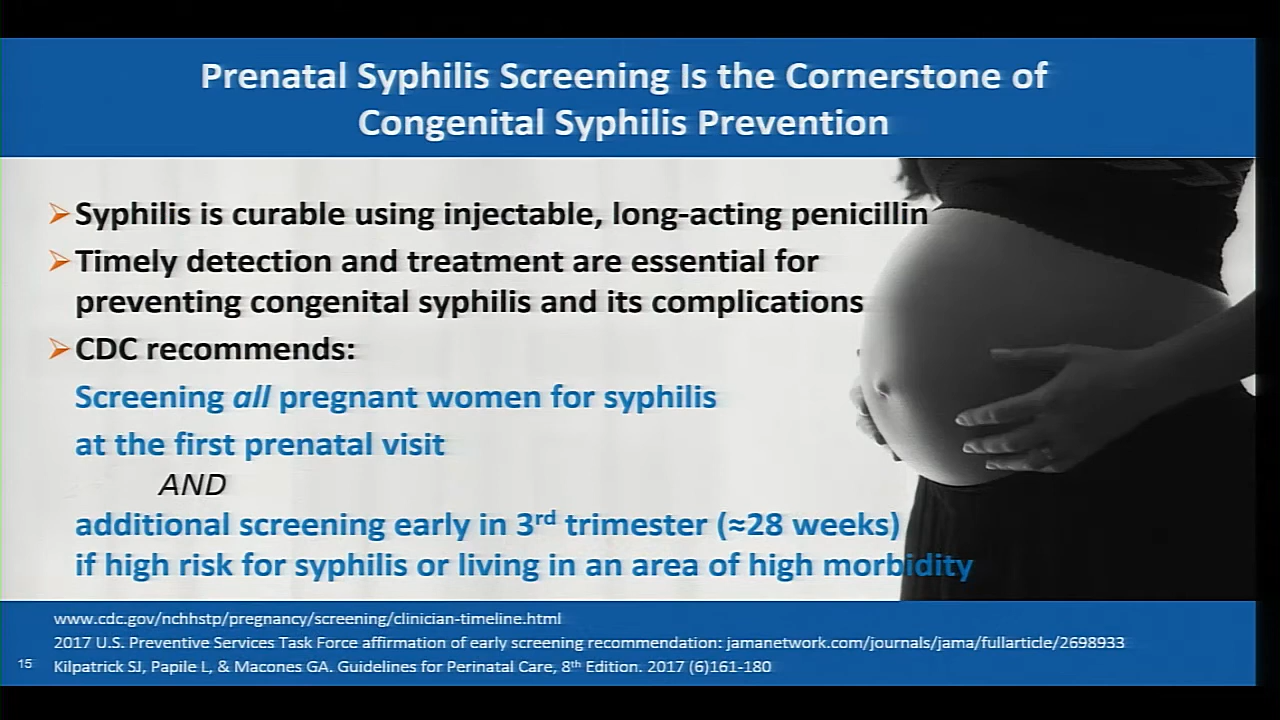 Prenatal Syphilis Screening Is the Cornerstone of
Congenital Syphilis Prevention
➢Syphilis is curable using injectable, long-acting penicillin
➢Timely detection and treatment are essential for
preventing congenital syphilis and its complications
➢CDC recommends:
Screening all pregnant women for syphilis
at the first prenatal visit
AND
additional screening early in 3rd trimester (≈28 weeks)
if high risk for syphilis or living in an area of high morbidity
www.cdc.gov/nchhstp/pregnancy/screening/clinician-timeline.html
2017 U.S. Preventive Services Task Force affirmation of early screening recommendation: jamanetwork.com/journals/jama/fullarticle/2698933
15 Kilpatrick SJ, Papile L, & Macones GA. Guidelines for Perinatal Care, 8th Edition. 2017 (6)161-180